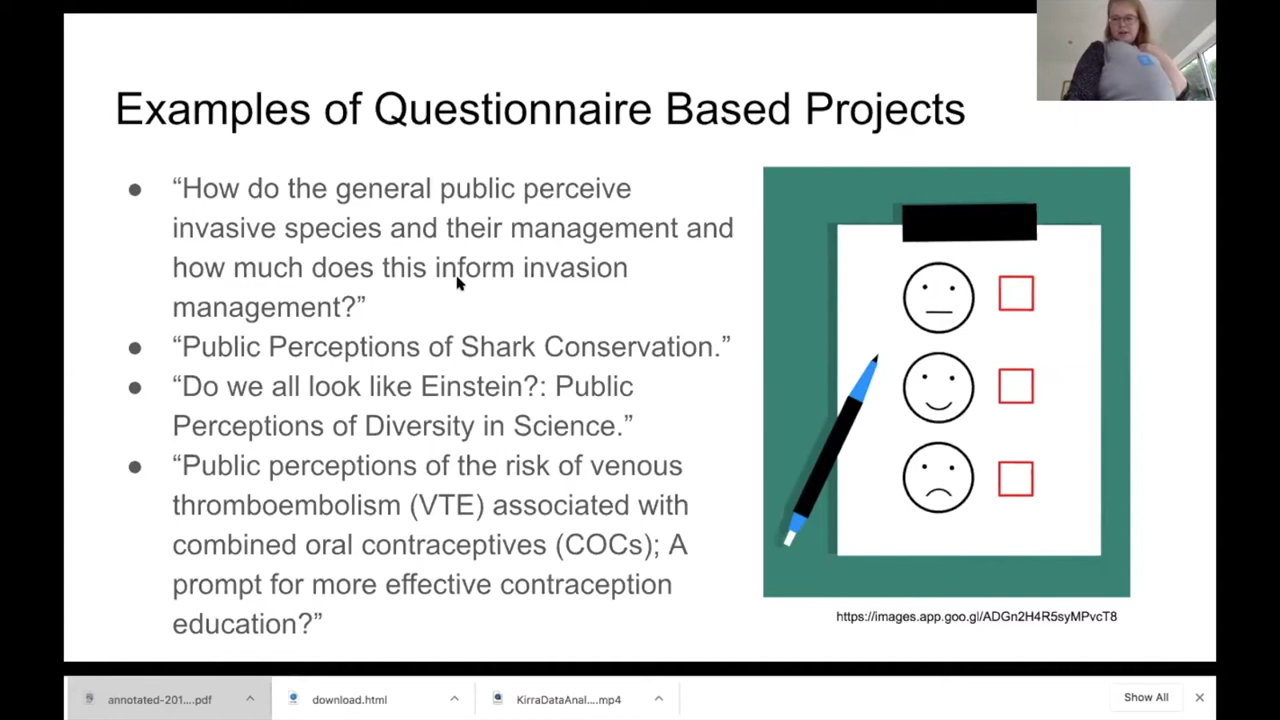 Examples of Questionnaire Based Projects
● “How do the general public perceive
invasive species and their management and
how much does this inform invasion
management?”
● “Public Perceptions of Shark Conservation.”
● “Do we all look like Einstein?: Public
Perceptions of Diversity in Science.”
● “Public perceptions of the risk of venous
thromboembolism (VTE) associated with
combined oral contraceptives (COCs); A
prompt for more effective contraception
education?”
https://images.app.goo.gl/ADGn2H4R5syMPvcT8
annotated-201....pdf
download.html
KirraDataAnal....mp4
Show All